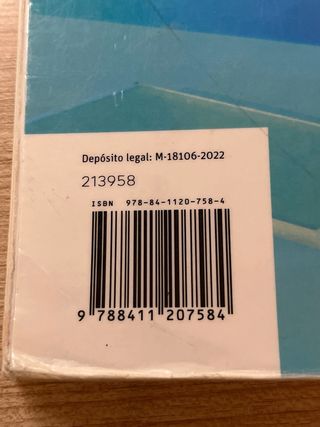 Depósito legal: M-18106-2022
213958
ISBN 978-84-1120-758-4
9 788411 207584